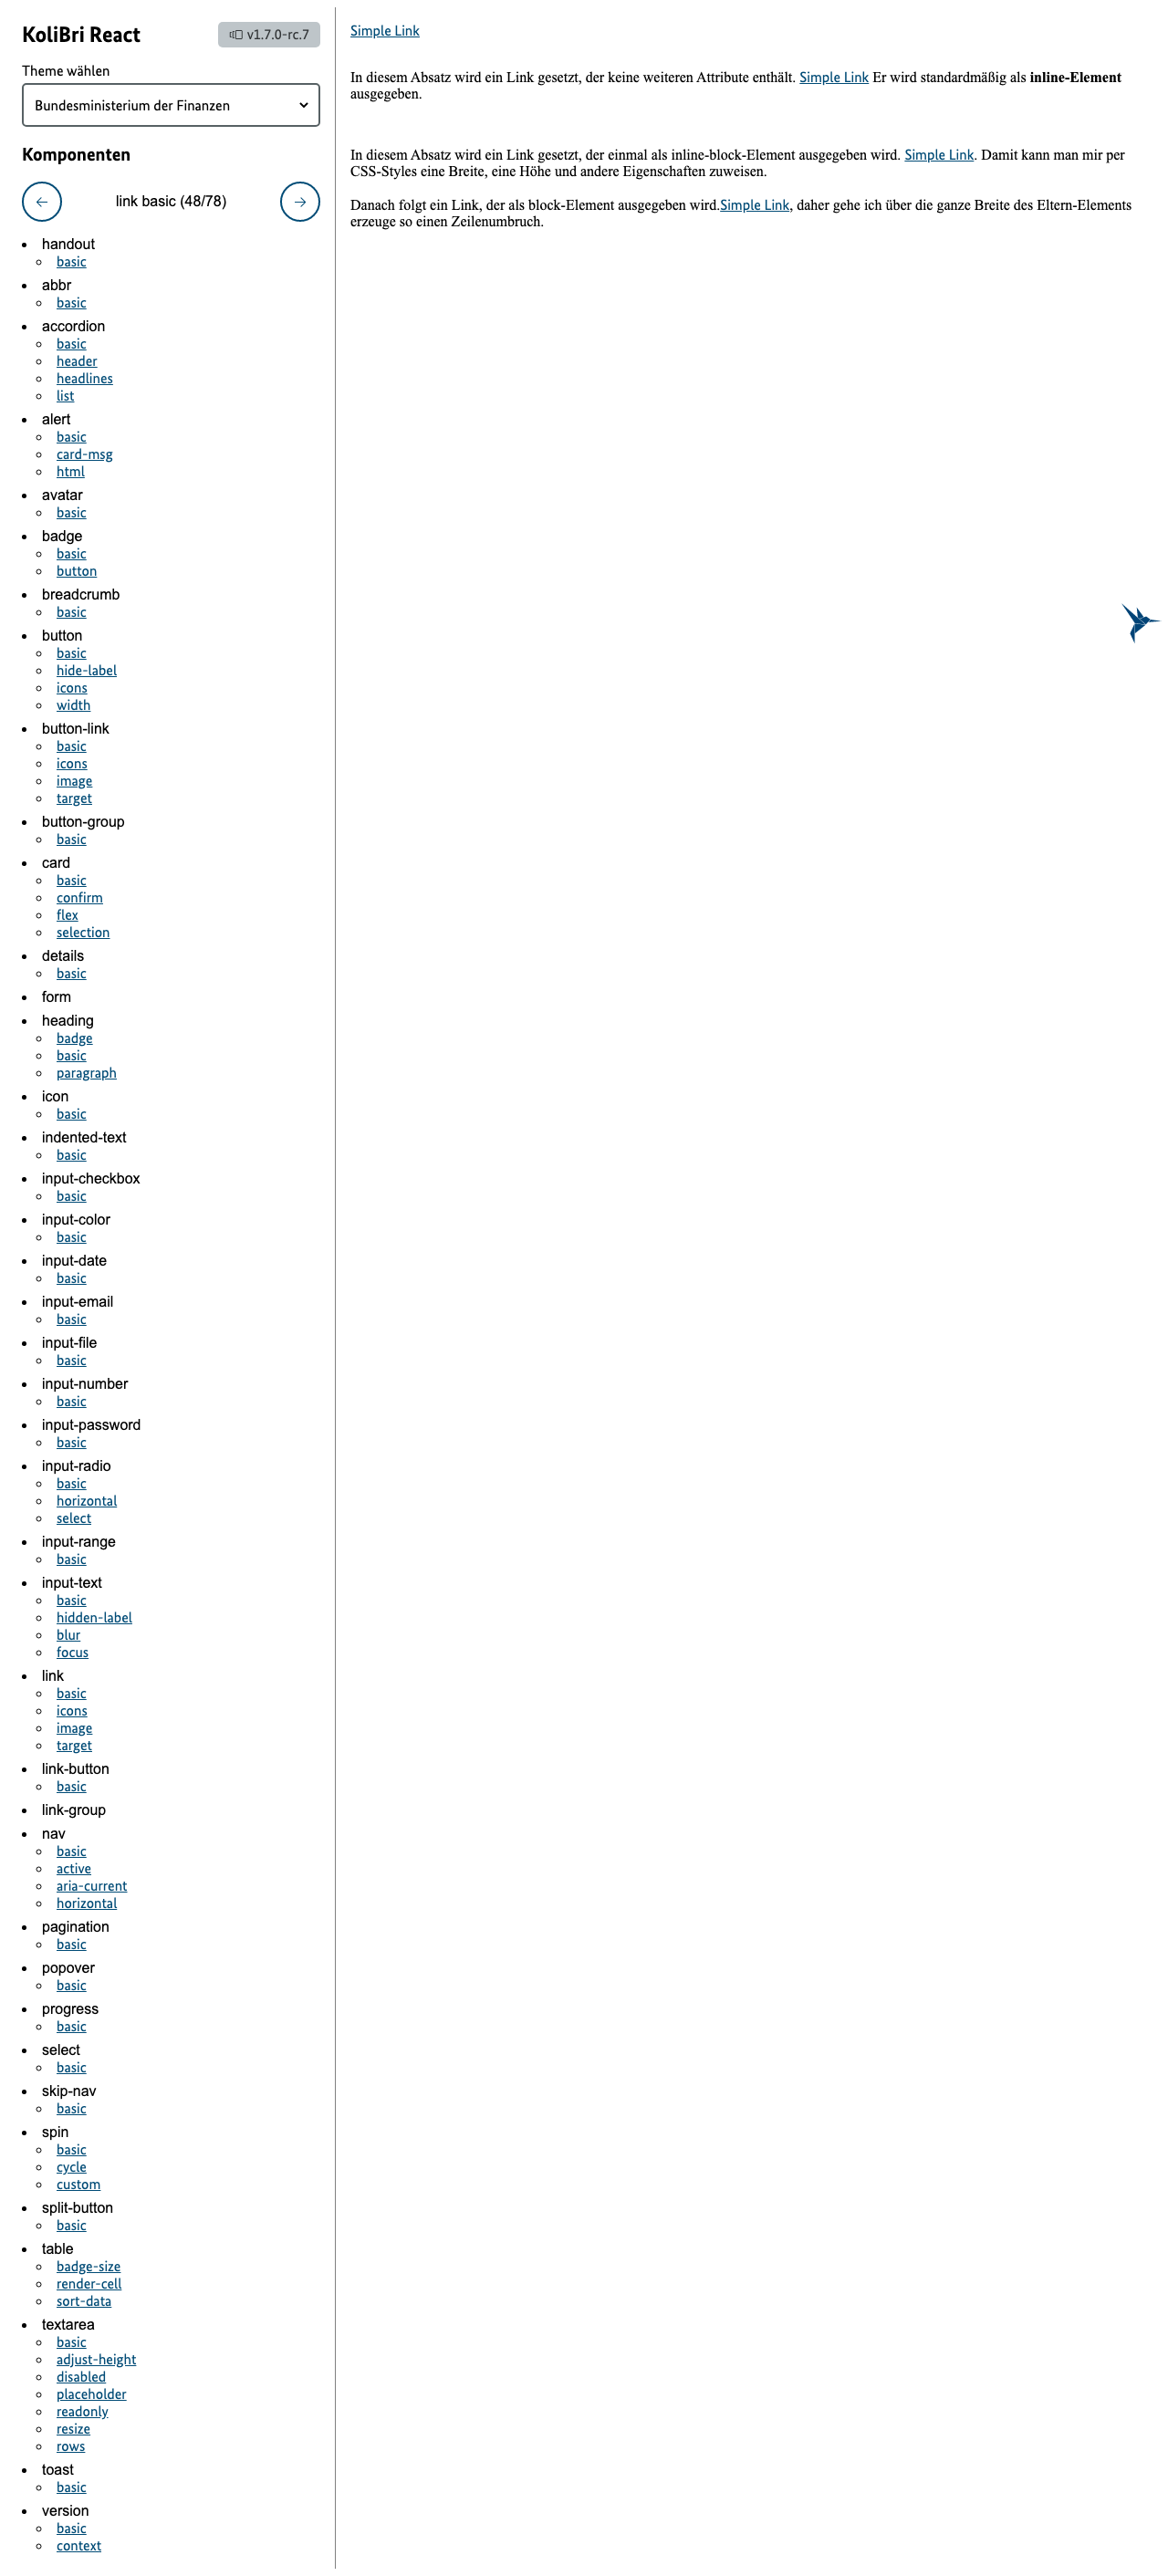 KoliBri React
v1.7.0-rc.7
Theme wählen
Bundesministerium der Finanzen
Komponenten
link basic (48/78)
handout
basic
abbr
basic
accordion
basic
header
headlines
list
alert
basic
card-msg
html
avatar
basic
badge
basic
button
breadcrumb
basic
button
basic
hide-label
icons
width
button-link
basic
icons
image
target
button-group
basic
card
basic
confirm
flex
selection
details
basic
form
heading
badge
basic
paragraph
icon
basic
indented-text
basic
input-checkbox
basic
input-color
basic
input-date
basic
input-email
basic
input-file
basic
input-number
basic
input-password
basic
input-radio
basic
horizontal
select
input-range
basic
input-text
basic
hidden-label
blur
focus
link
basic
icons
image
target
link-button
basic
link-group
nav
basic
active
aria-current
horizontal
pagination
basic
popover
basic
progress
basic
select
basic
skip-nav
basic
spin
basic
cycle
custom
split-button
basic
table
badge-size
render-cell
sort-data
textarea
basic
adjust-height
disabled
placeholder
readonly
resize
rows
toast
basic
version
basic
context
Simple Link
In diesem Absatz wird ein Link gesetzt, der keine weiteren Attribute enthält. Simple Link Er wird standardmäßig als inline-Element
ausgegeben.
In diesem Absatz wird ein Link gesetzt, der einmal als inline-block-Element ausgegeben wird. Simple Link. Damit kann man mir per
CSS-Styles eine Breite, eine Höhe und andere Eigenschaften zuweisen.
Danach folgt ein Link, der als block-Element ausgegeben wird.Simple Link, daher gehe ich über die ganze Breite des Eltern-Elements
erzeuge so einen Zeilenumbruch.